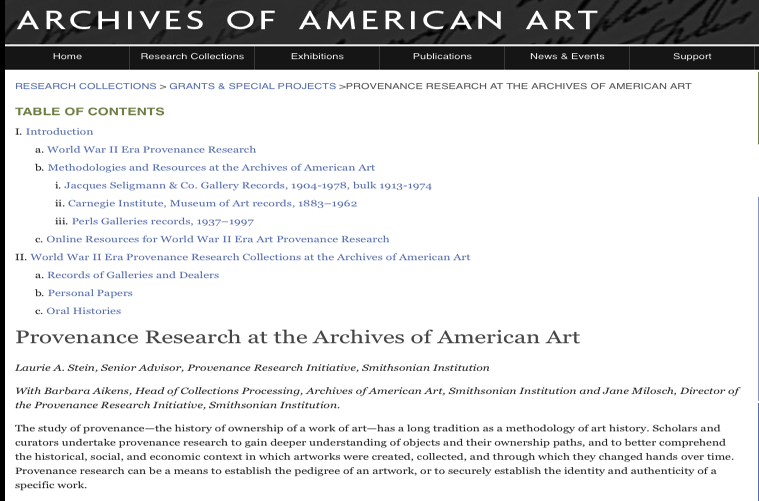 ARCHIVES OF AMERICAN ART
Home Research Collections Exhibitions Publications News & Events Support
RESEARCH COLLECTIONS > GRANTS & SPECIAL PROJECTS >PROVENANCE RESEARCH AT THE ARCHIVES OF AMERICAN ART
TABLE OF CONTENTS
I. Introduction
a. World War II Era Provenance Research
b. Methodologies and Resources at the Archives of American Art
i. Jacques Seligmann & Co. Gallery Records, 1904-1978, bulk 1913-1974
ii. Carnegie Institute, Museum of Art records, 1883–1962
iii. Perls Galleries records, 1937–1997
c. Online Resources for World War II Era Art Provenance Research
II. World War II Era Provenance Research Collections at the Archives of American Art
a. Records of Galleries and Dealers
b. Personal Papers
c. Oral Histories
Provenance Research at the Archives of American Art
Laurie A. Stein, Senior Advisor, Provenance Research Initiative, Smithsonian Institution
With Barbara Aikens, Head of Collections Processing, Archives of American Art, Smithsonian Institution and Jane Milosch, Director of
the Provenance Research Initiative, Smithsonian Institution.
The study of provenance—the history of ownership of a work of art—has a long tradition as a methodology of art history. Scholars and
curators undertake provenance research to gain deeper understanding of objects and their ownership paths, and to better comprehend
the historical, social, and economic context in which artworks were created, collected, and through which they changed hands over time.
Provenance research can be a means to establish the pedigree of an artwork, or to securely establish the identity and authenticity of a
specific work.